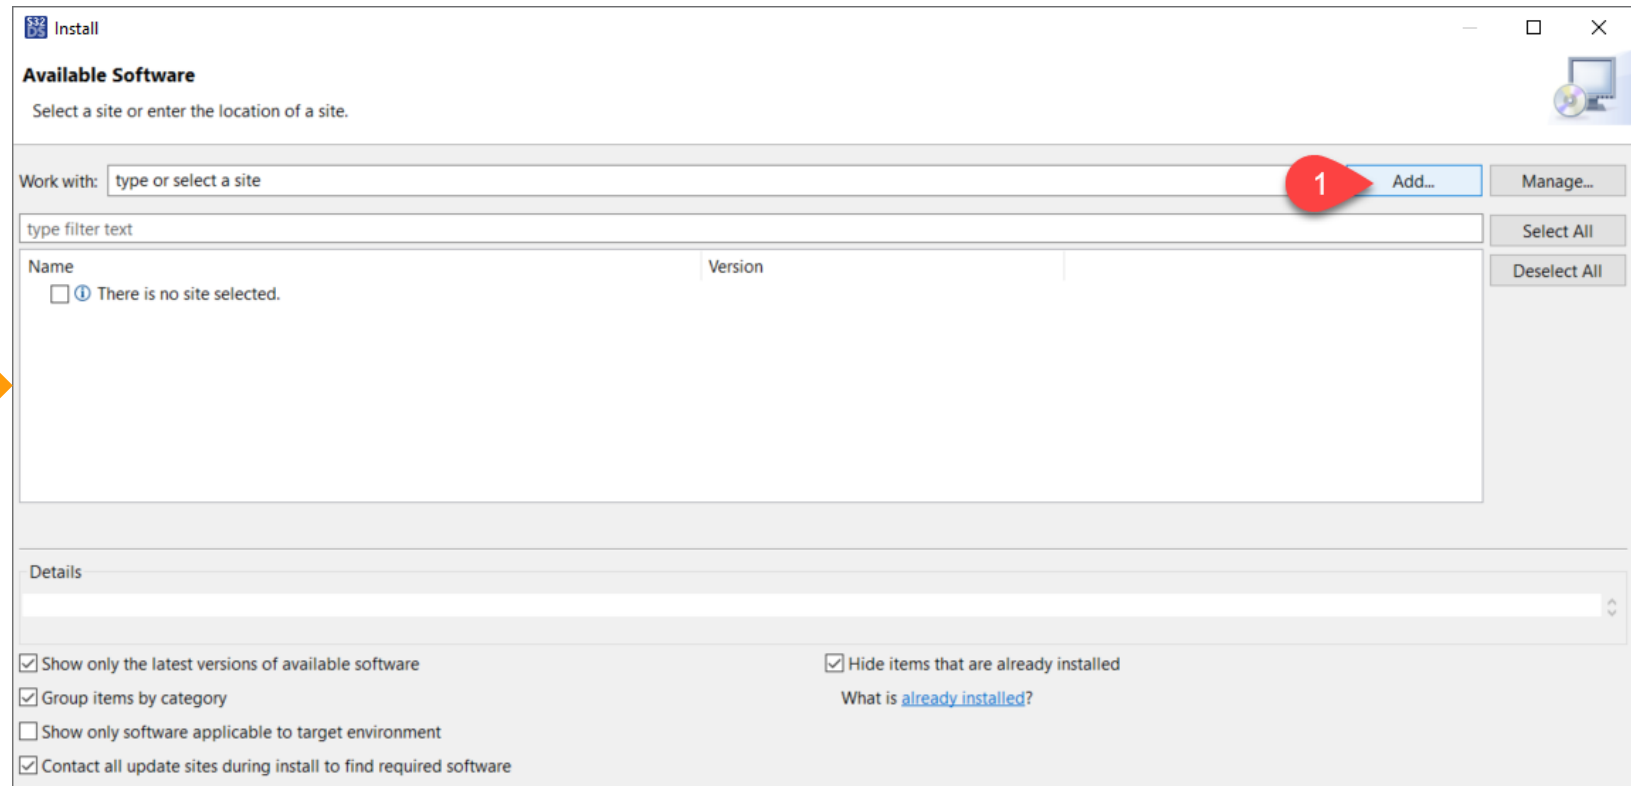 S32
DS
Install
Available Software
Select a site or enter the location of a site.
Work with: type or select a site 1 Add... Manage...
type filter text Select All
Name Version Deselect All
There is no site selected.
Details
Show only the latest versions of available software Hide items that are already installed
Group items by category What is already installed?
Show only software applicable to target environment
Contact all update sites during install to find required software